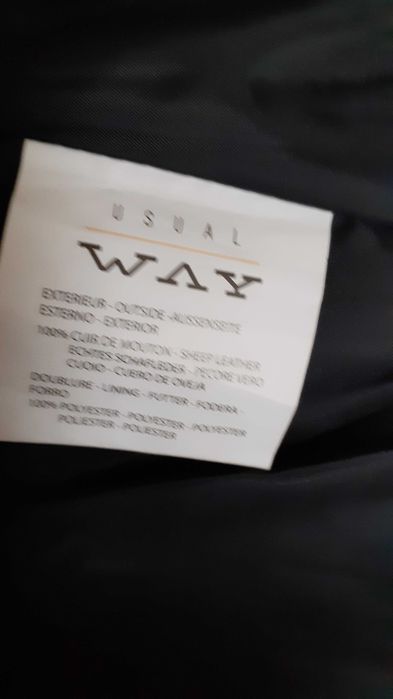 USUAL
WAY
EXTERIEUR - OUTSIDE -AUSSENSEITE
ESTERNO - EXTERIOR
100% CUIR DE MOUTON - SHEEP LEATHER
ECHTES SCHAFLEDER - PECORE VERO
CUOIO - CUERO DE OVEJA
DOUBLURE - LINING - FUTTER - FODERA -
FORRO
100% POLYESTER - POLYESTER - POLYESTER
POLIESTER - POLIESTER